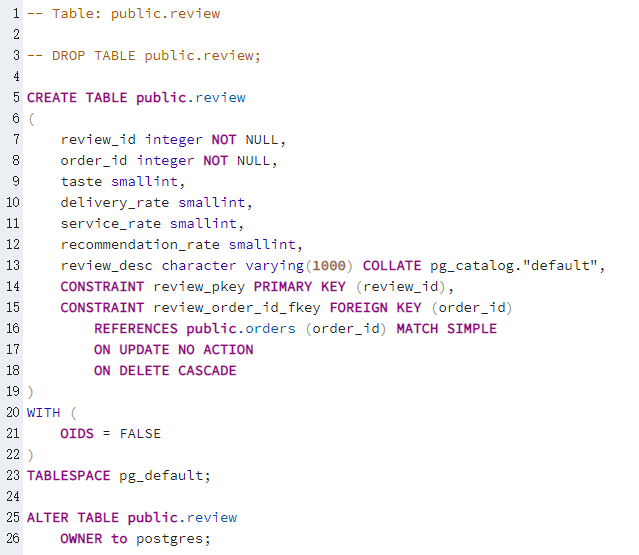 1 -- Table: public.review
2
3 -- DROP TABLE public.review;
4
5 CREATE TABLE public.review
6 (
7     review_id integer NOT NULL,
8     order_id integer NOT NULL,
9     taste smallint,
10     delivery_rate smallint,
11     service_rate smallint,
12     recommendation_rate smallint,
13     review_desc character varying(1000) COLLATE pg_catalog."default",
14     CONSTRAINT review_pkey PRIMARY KEY (review_id),
15     CONSTRAINT review_order_id_fkey FOREIGN KEY (order_id)
16         REFERENCES public.orders (order_id) MATCH SIMPLE
17         ON UPDATE NO ACTION
18         ON DELETE CASCADE
19 )
20 WITH (
21     OIDS = FALSE
22 )
23 TABLESPACE pg_default;
24
25 ALTER TABLE public.review
26     OWNER to postgres;